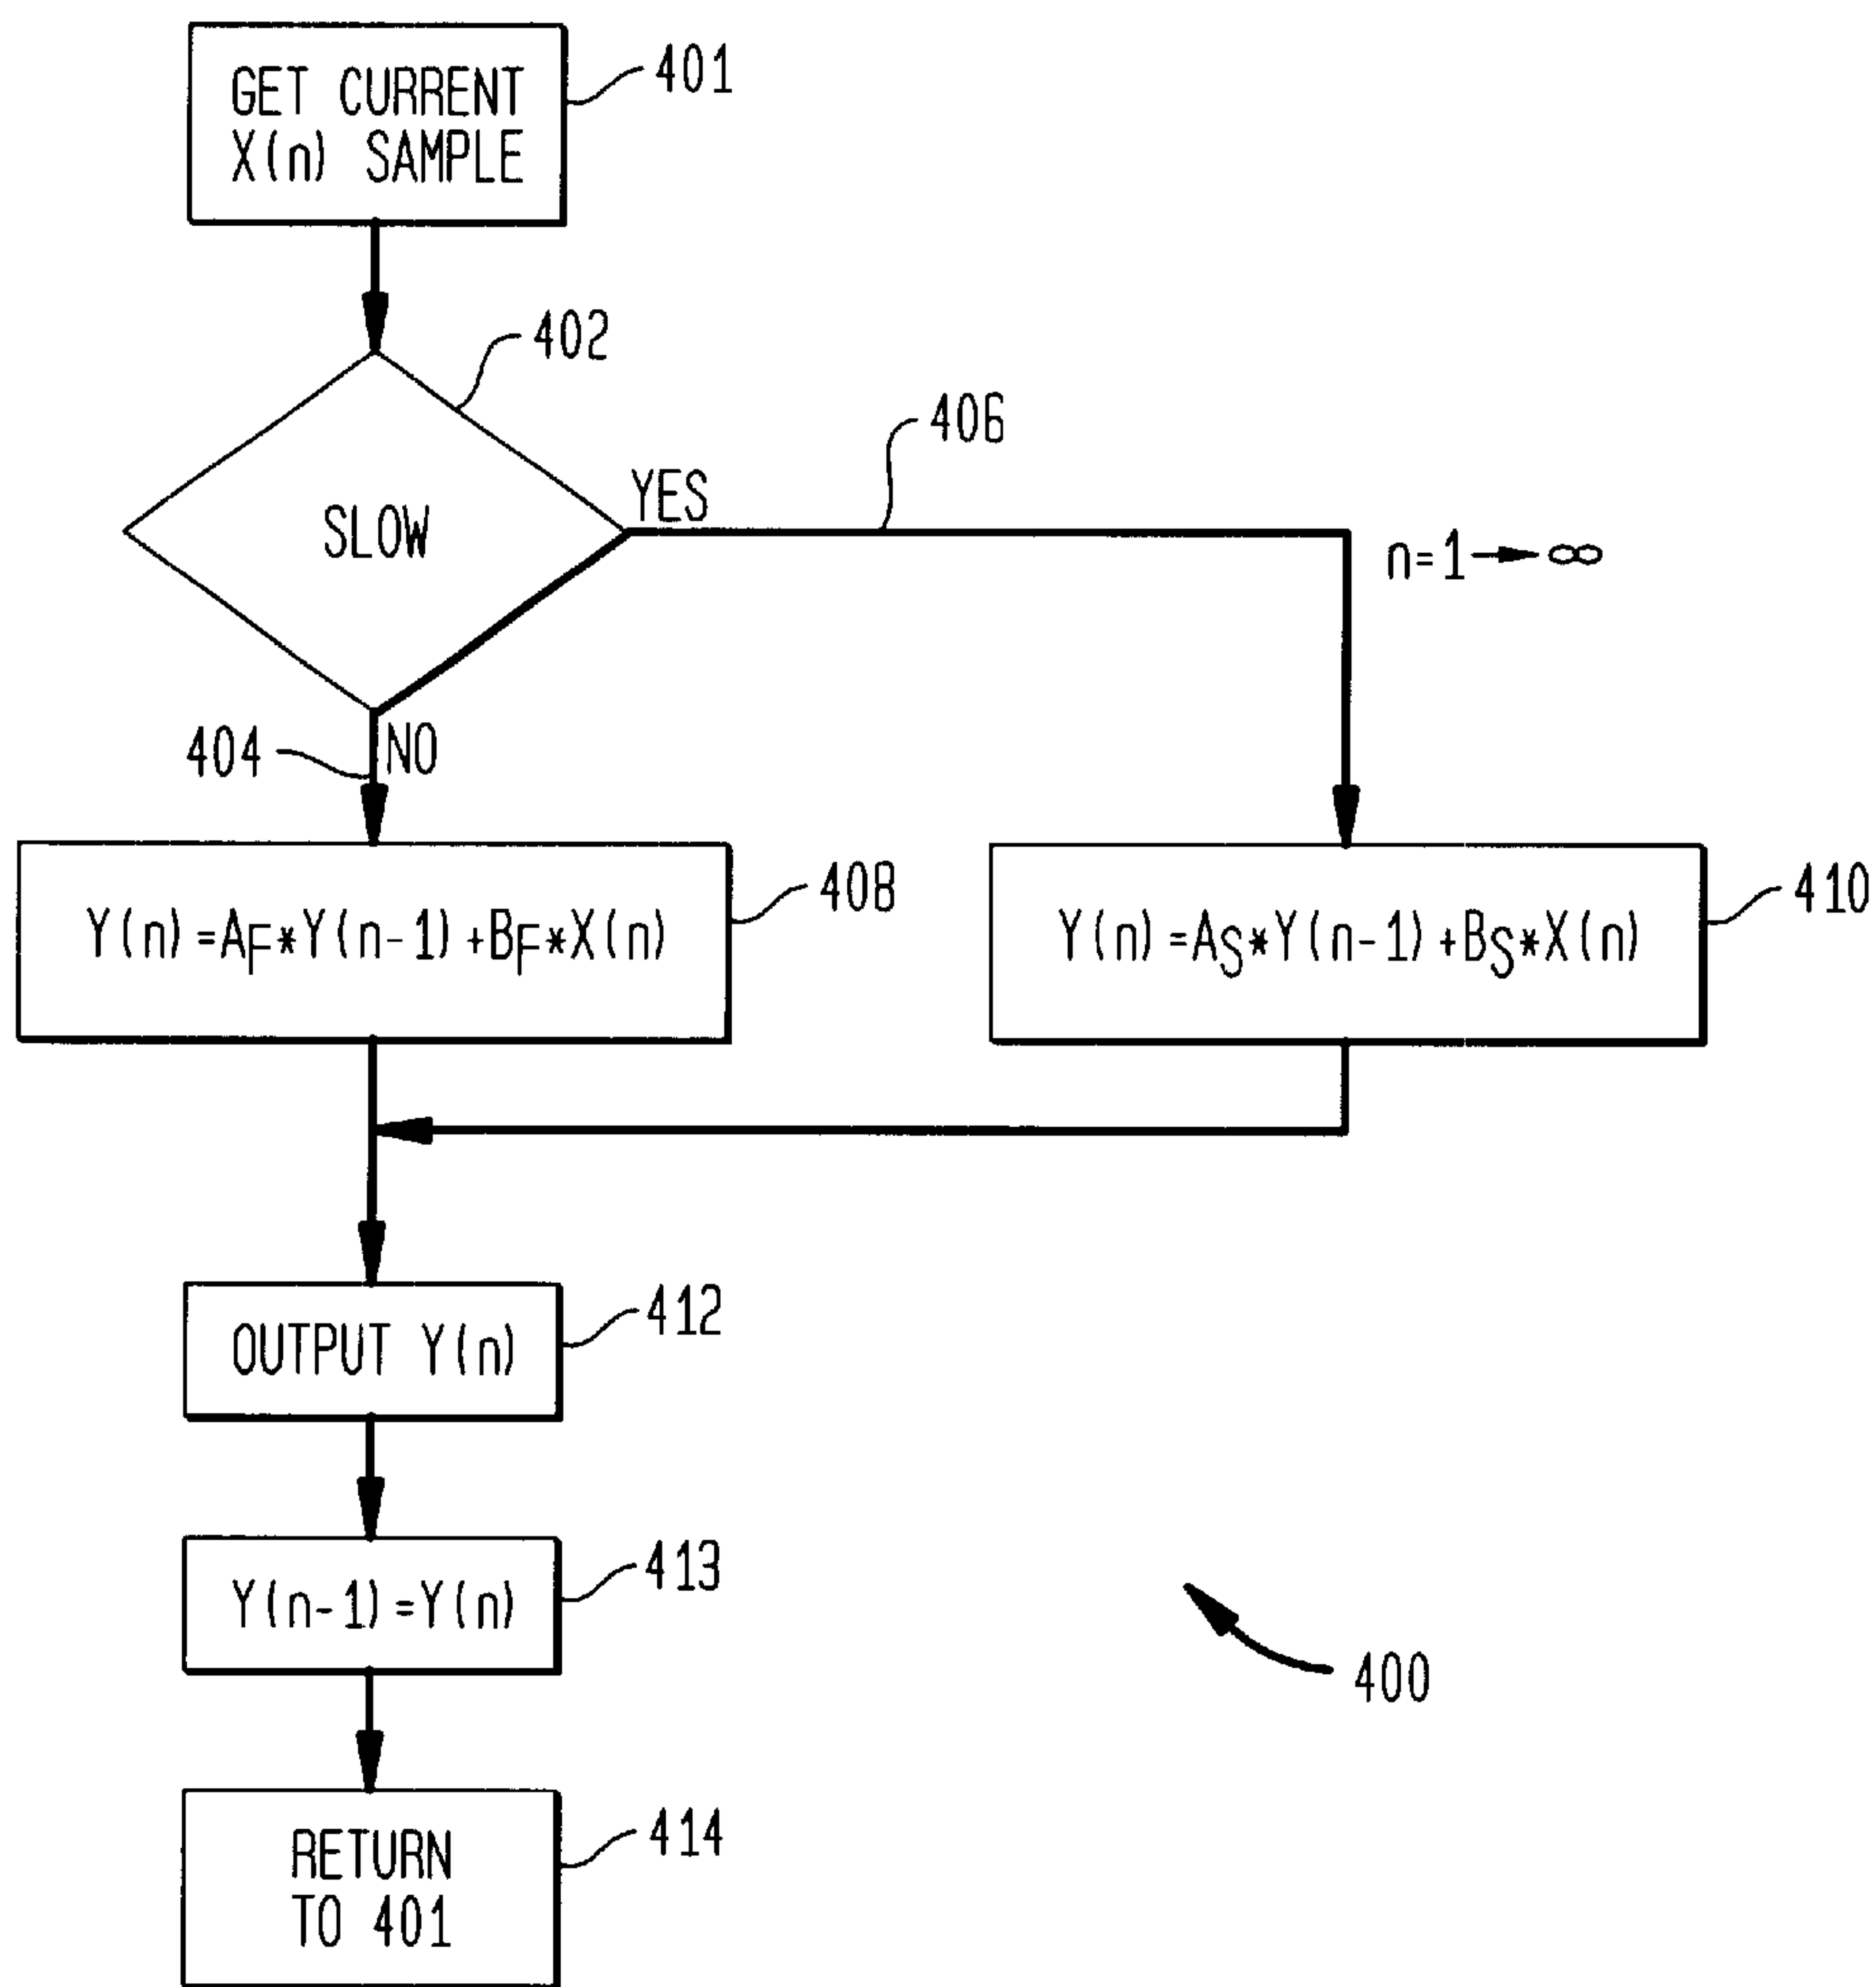 GET CURRENT
X(n) SAMPLE
401
402
SLOW
YES
406
n=1→∞
404
NO
Y(n)=AF*Y(n-1)+BF*X(n)
408
Y(n)=AS*Y(n-1)+BS*X(n)
410
OUTPUT Y(n)
412
Y(n-1)=Y(n)
413
400
RETURN
TO 401
414